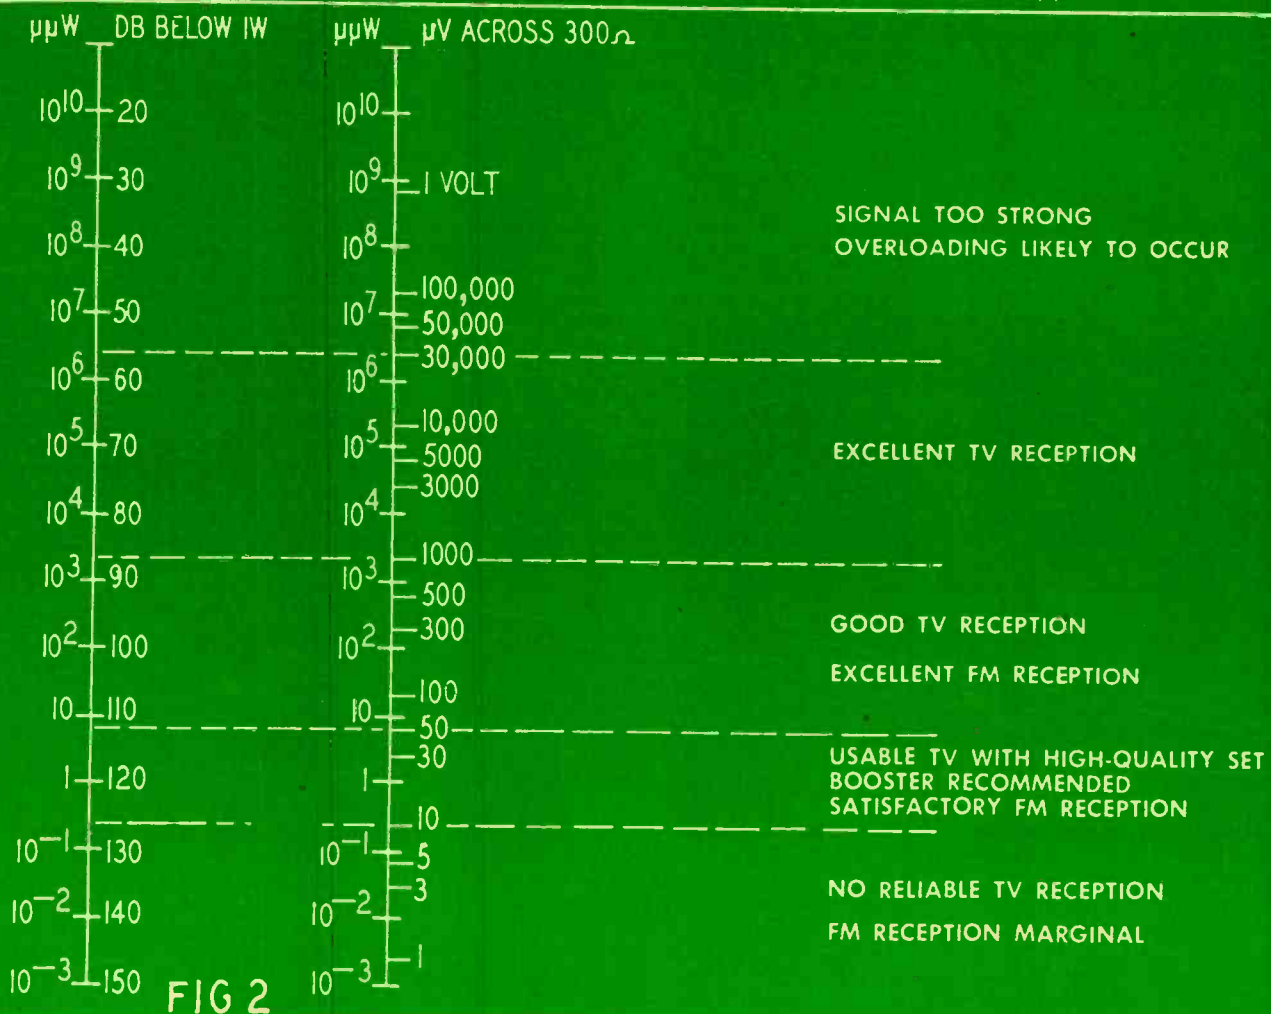 µµW DB BELOW 1W µµW µV ACROSS 300Ω
10¹⁰ 20 10¹⁰
10⁹ 30 10⁹ 1 VOLT
SIGNAL TOO STRONG
10⁸ 40 10⁸ OVERLOADING LIKELY TO OCCUR
100,000
10⁷ 50 10⁷
50,000
30,000
10⁶ 60 10⁶
10,000
10⁵ 70 10⁵
5000 EXCELLENT TV RECEPTION
3000
10⁴ 80 10⁴
1000
10³ 90 10³
500
300 GOOD TV RECEPTION
10² 100 10²
EXCELLENT FM RECEPTION
100
10 110 10
50
30 USABLE TV WITH HIGH-QUALITY SET
1 120 1 BOOSTER RECOMMENDED
SATISFACTORY FM RECEPTION
10
10⁻¹ 130 10⁻¹
5
3 NO RELIABLE TV RECEPTION
10⁻² 140 10⁻²
FM RECEPTION MARGINAL
1
10⁻³ 150 10⁻³
FIG 2